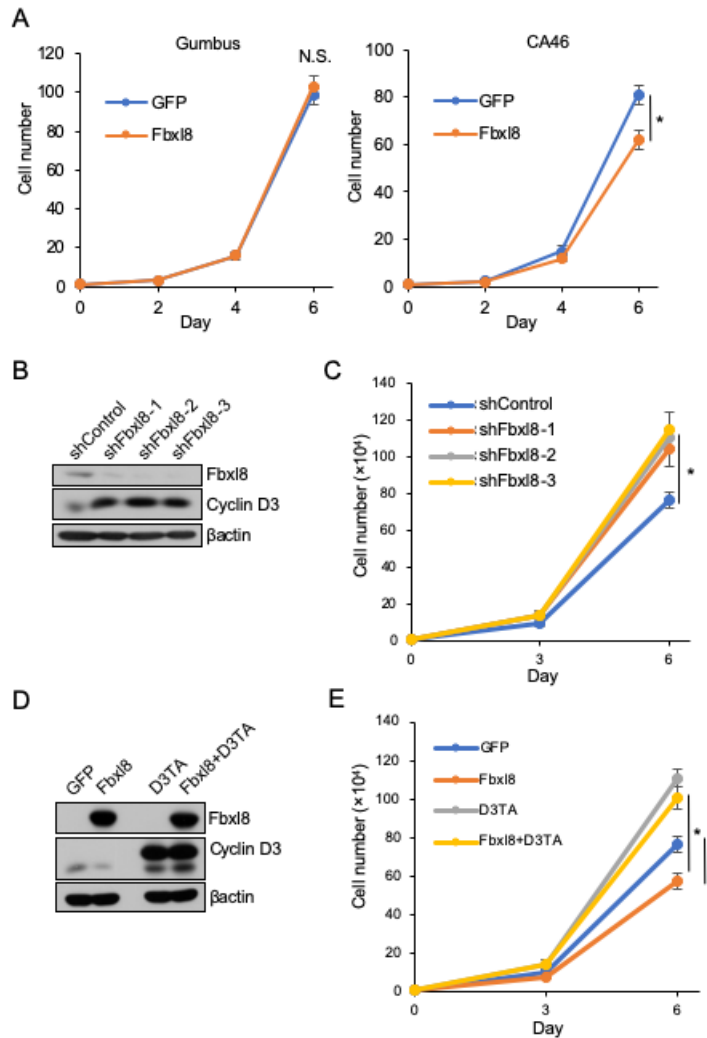 A
Gumbus
N.S.
GFP
Fbxl8
Cell number
120
100
80
60
40
20
0
0 2 4 6
Day
CA46
GFP
Fbxl8
*
Cell number
100
80
60
40
20
0
0 2 4 6
Day
B
shControl
shFbxl8-1
shFbxl8-2
shFbxl8-3
Fbxl8
Cyclin D3
βactin
C
shControl
shFbxl8-1
shFbxl8-2
shFbxl8-3
*
Cell number (×10⁴)
140
120
100
80
60
40
20
0
0 3 6
Day
D
GFP
Fbxl8
D3TA
Fbxl8+D3TA
Fbxl8
Cyclin D3
βactin
E
GFP
Fbxl8
D3TA
Fbxl8+D3TA
*
Cell number (×10⁴)
140
120
100
80
60
40
20
0
0 3 6
Day